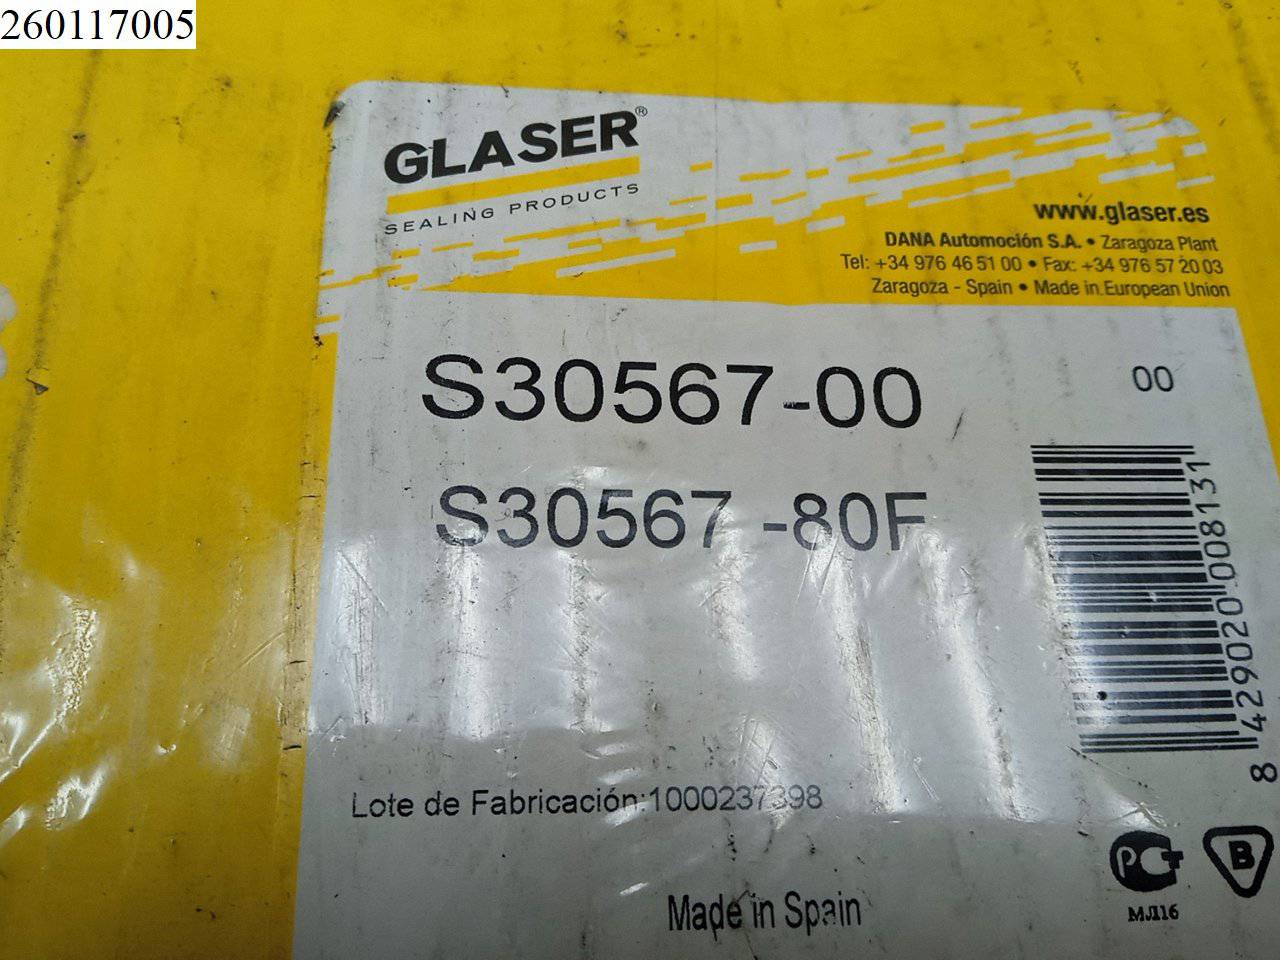 260117005
GLASER®
SEALING PRODUCTS
www.glaser.es
DANA Automoción S.A. • Zaragoza Plant
Tel: +34 976 46 51 00 • Fax: +34 976 57 20 03
Zaragoza - Spain • Made in European Union
S30567-00
00
S30567 -80F
8 429020 008131
Lote de Fabricación:1000237398
Made in Spain
РСТ
МЛ16
B